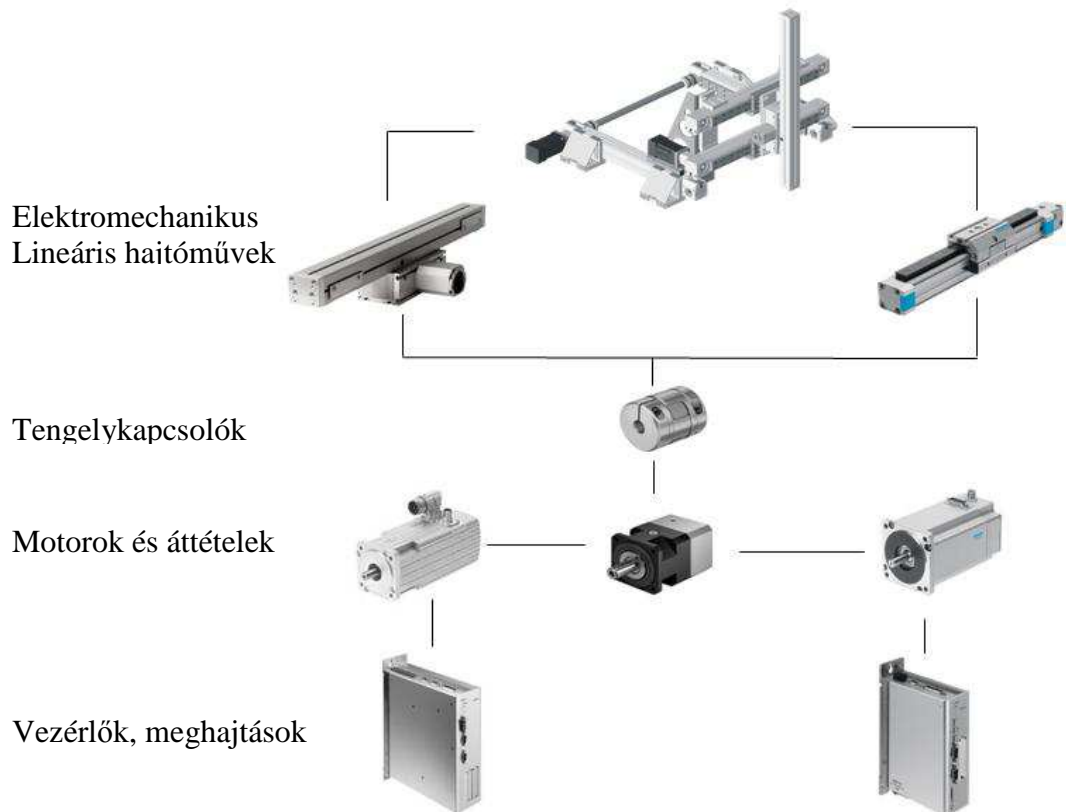 Elektromechanikus
Lineáris hajtóművek
Tengelykapcsolók
Motorok és áttételek
Vezérlők, meghajtások